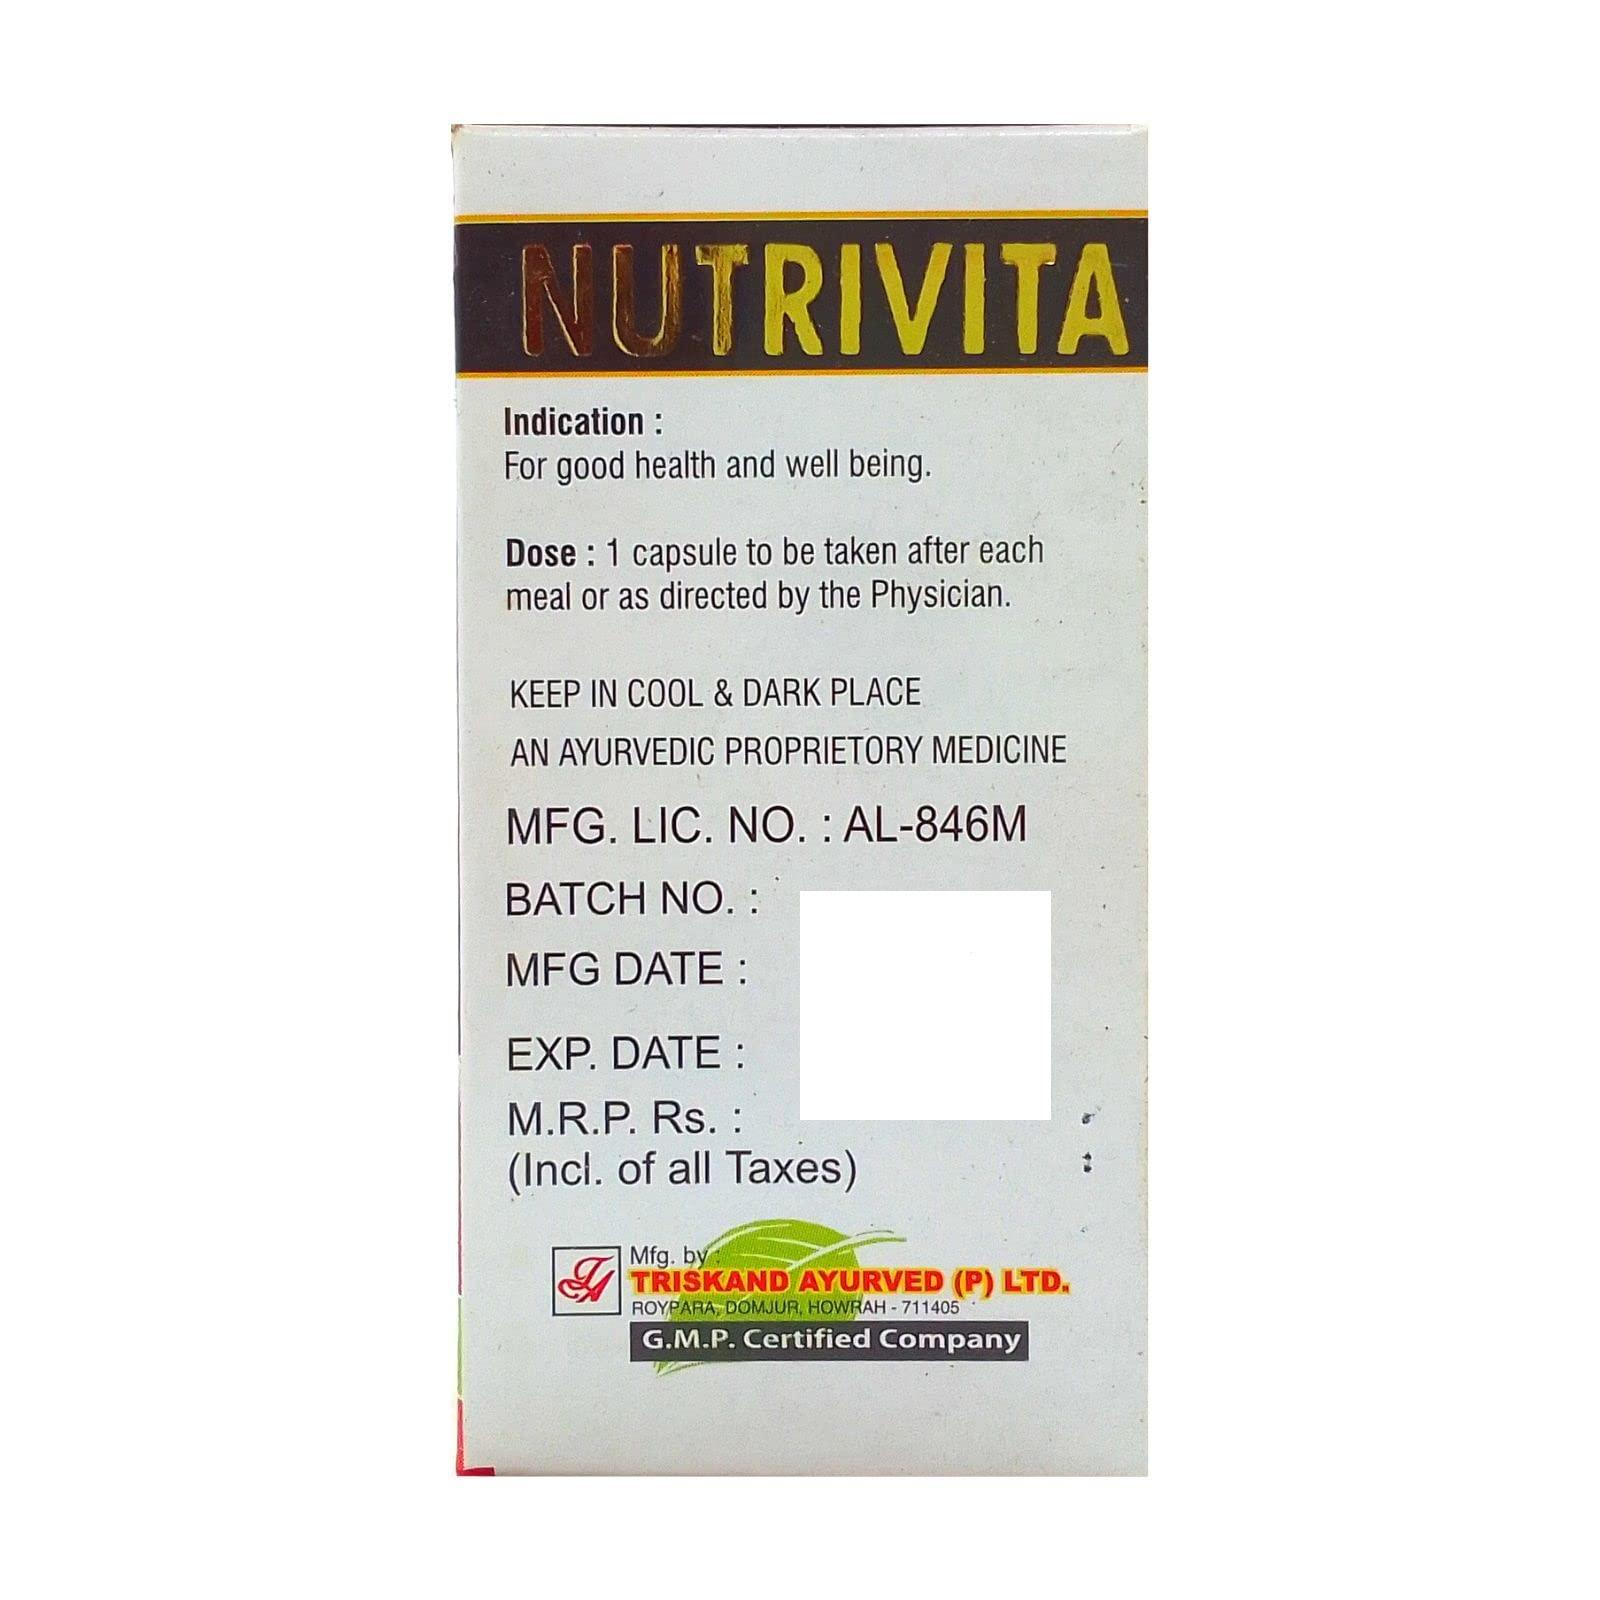 NUTRIVITA
Indication :
For good health and well being.
Dose : 1 capsule to be taken after each
meal or as directed by the Physician.
KEEP IN COOL & DARK PLACE
AN AYURVEDIC PROPRIETORY MEDICINE
MFG. LIC. NO. : AL-846M
BATCH NO. :
MFG DATE :
EXP. DATE :
M.R.P. Rs. :
(Incl. of all Taxes)
Mfg. by :
TRISKAND AYURVED (P) LTD.
ROYPARA, DOMJUR, HOWRAH - 711405
G.M.P. Certified Company